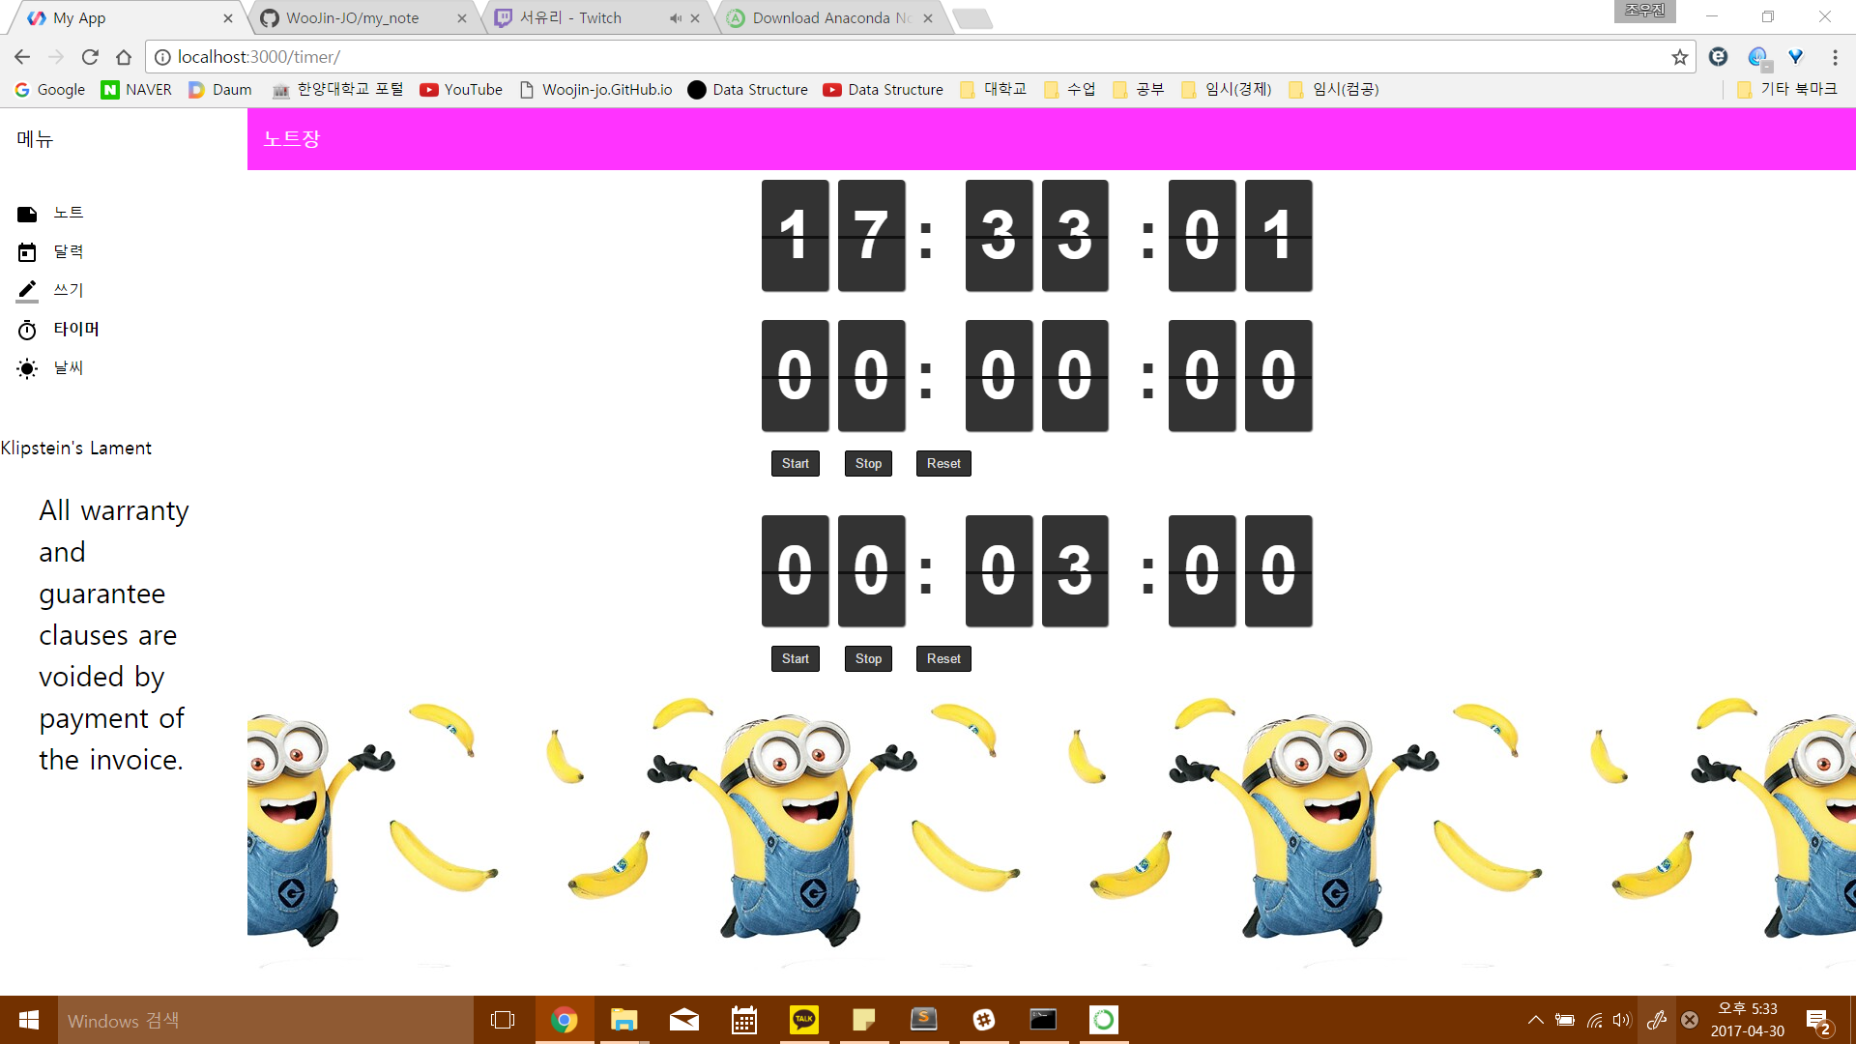 My App
WooJin-JO/my_note
서유리 - Twitch
Download Anaconda No
조우진
localhost:3000/timer/
Google
NAVER
Daum
한양대학교 포털
YouTube
Woojin-jo.GitHub.io
Data Structure
Data Structure
대학교
수업
공부
임시(경제)
임시(컴공)
기타 북마크
메뉴
노트장
노트
달력
쓰기
타이머
날씨
Klipstein's Lament
All warranty
and
guarantee
clauses are
voided by
payment of
the invoice.
17: 33 :01
00: 00 :00
Start Stop Reset
00: 03 :00
Start Stop Reset
Windows 검색
TALK
오후 5:33
2017-04-30
2